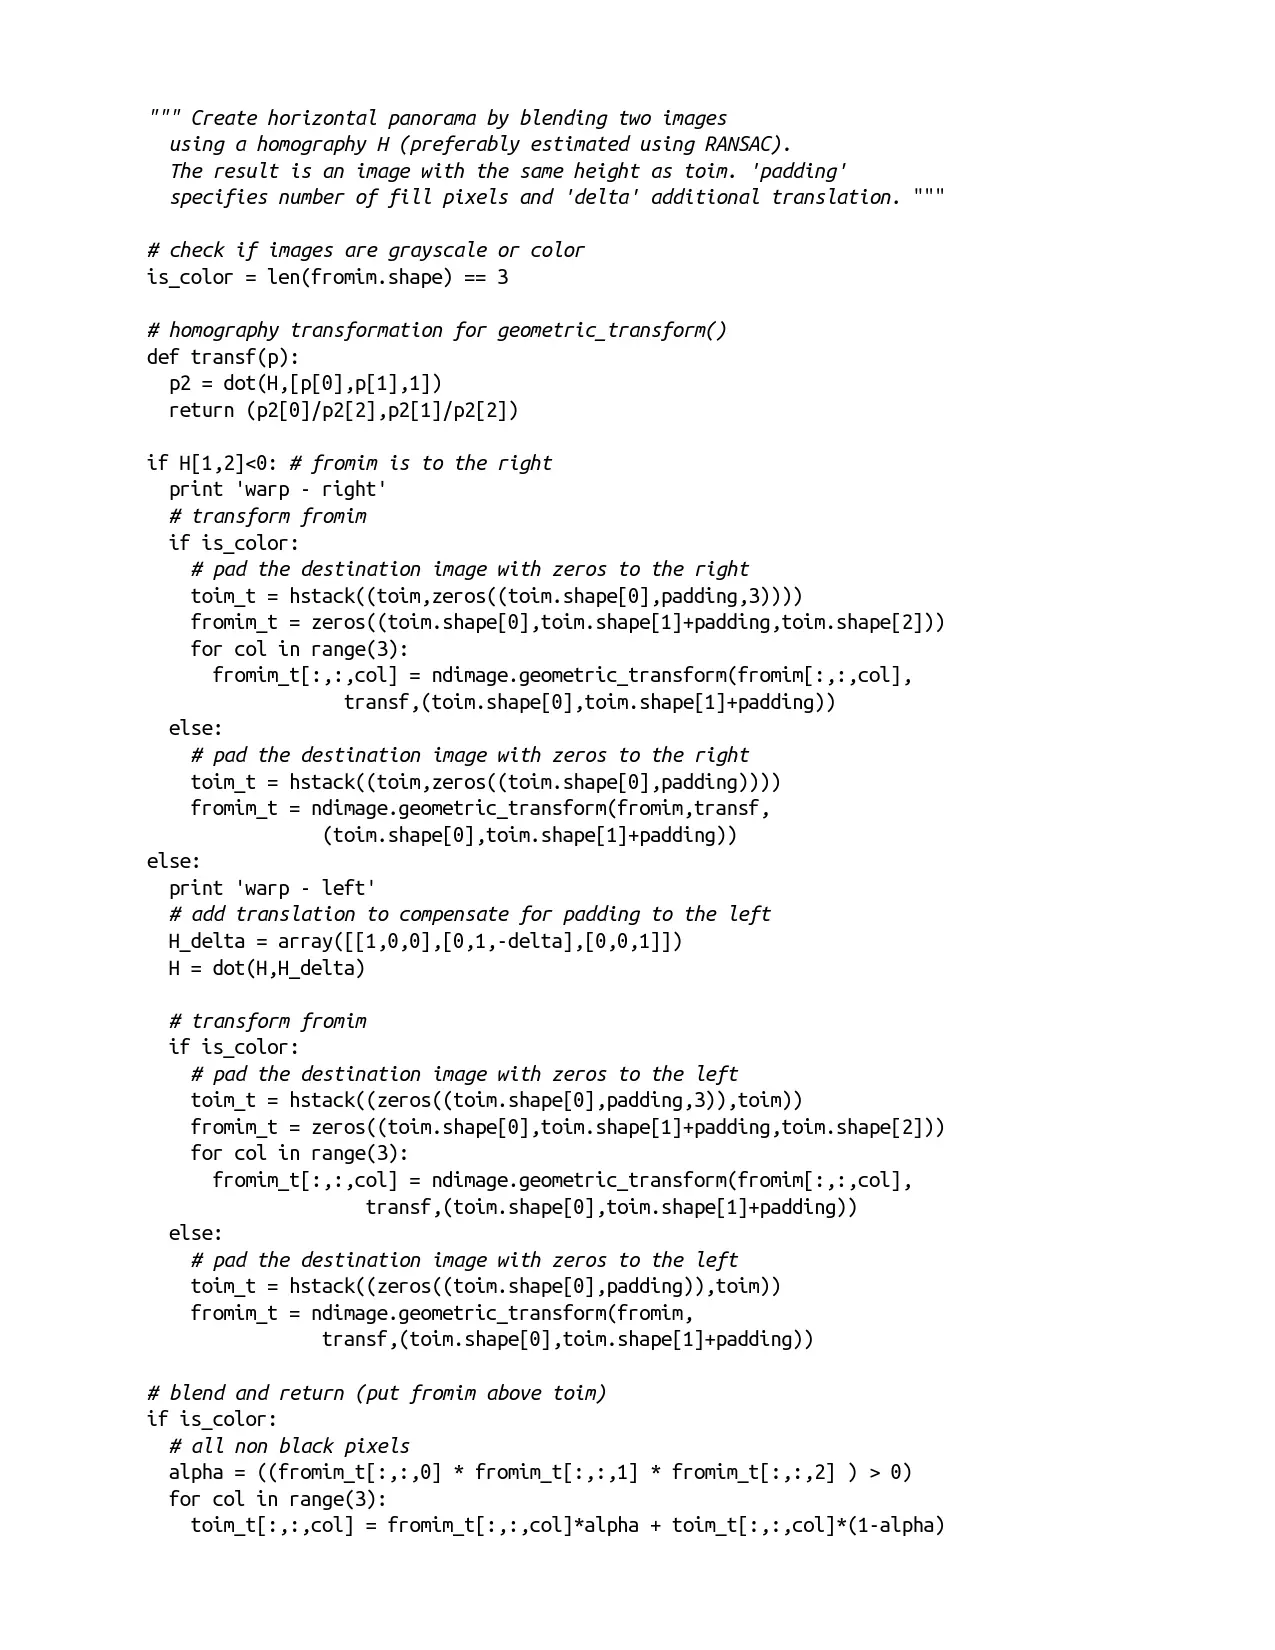 """ Create horizontal panorama by blending two images
  using a homography H (preferably estimated using RANSAC).
  The result is an image with the same height as toim. 'padding'
  specifies number of fill pixels and 'delta' additional translation. """

# check if images are grayscale or color
is_color = len(fromim.shape) == 3

# homography transformation for geometric_transform()
def transf(p):
  p2 = dot(H,[p[0],p[1],1])
  return (p2[0]/p2[2],p2[1]/p2[2])

if H[1,2]<0: # fromim is to the right
  print 'warp - right'
  # transform fromim
  if is_color:
    # pad the destination image with zeros to the right
    toim_t = hstack((toim,zeros((toim.shape[0],padding,3))))
    fromim_t = zeros((toim.shape[0],toim.shape[1]+padding,toim.shape[2]))
    for col in range(3):
      fromim_t[:,:,col] = ndimage.geometric_transform(fromim[:,:,col],
                  transf,(toim.shape[0],toim.shape[1]+padding))
  else:
    # pad the destination image with zeros to the right
    toim_t = hstack((toim,zeros((toim.shape[0],padding))))
    fromim_t = ndimage.geometric_transform(fromim,transf,
                (toim.shape[0],toim.shape[1]+padding))
else:
  print 'warp - left'
  # add translation to compensate for padding to the left
  H_delta = array([[1,0,0],[0,1,-delta],[0,0,1]])
  H = dot(H,H_delta)

  # transform fromim
  if is_color:
    # pad the destination image with zeros to the left
    toim_t = hstack((zeros((toim.shape[0],padding,3)),toim))
    fromim_t = zeros((toim.shape[0],toim.shape[1]+padding,toim.shape[2]))
    for col in range(3):
      fromim_t[:,:,col] = ndimage.geometric_transform(fromim[:,:,col],
                    transf,(toim.shape[0],toim.shape[1]+padding))
  else:
    # pad the destination image with zeros to the left
    toim_t = hstack((zeros((toim.shape[0],padding)),toim))
    fromim_t = ndimage.geometric_transform(fromim,
                transf,(toim.shape[0],toim.shape[1]+padding))

# blend and return (put fromim above toim)
if is_color:
  # all non black pixels
  alpha = ((fromim_t[:,:,0] * fromim_t[:,:,1] * fromim_t[:,:,2] ) > 0)
  for col in range(3):
    toim_t[:,:,col] = fromim_t[:,:,col]*alpha + toim_t[:,:,col]*(1-alpha)